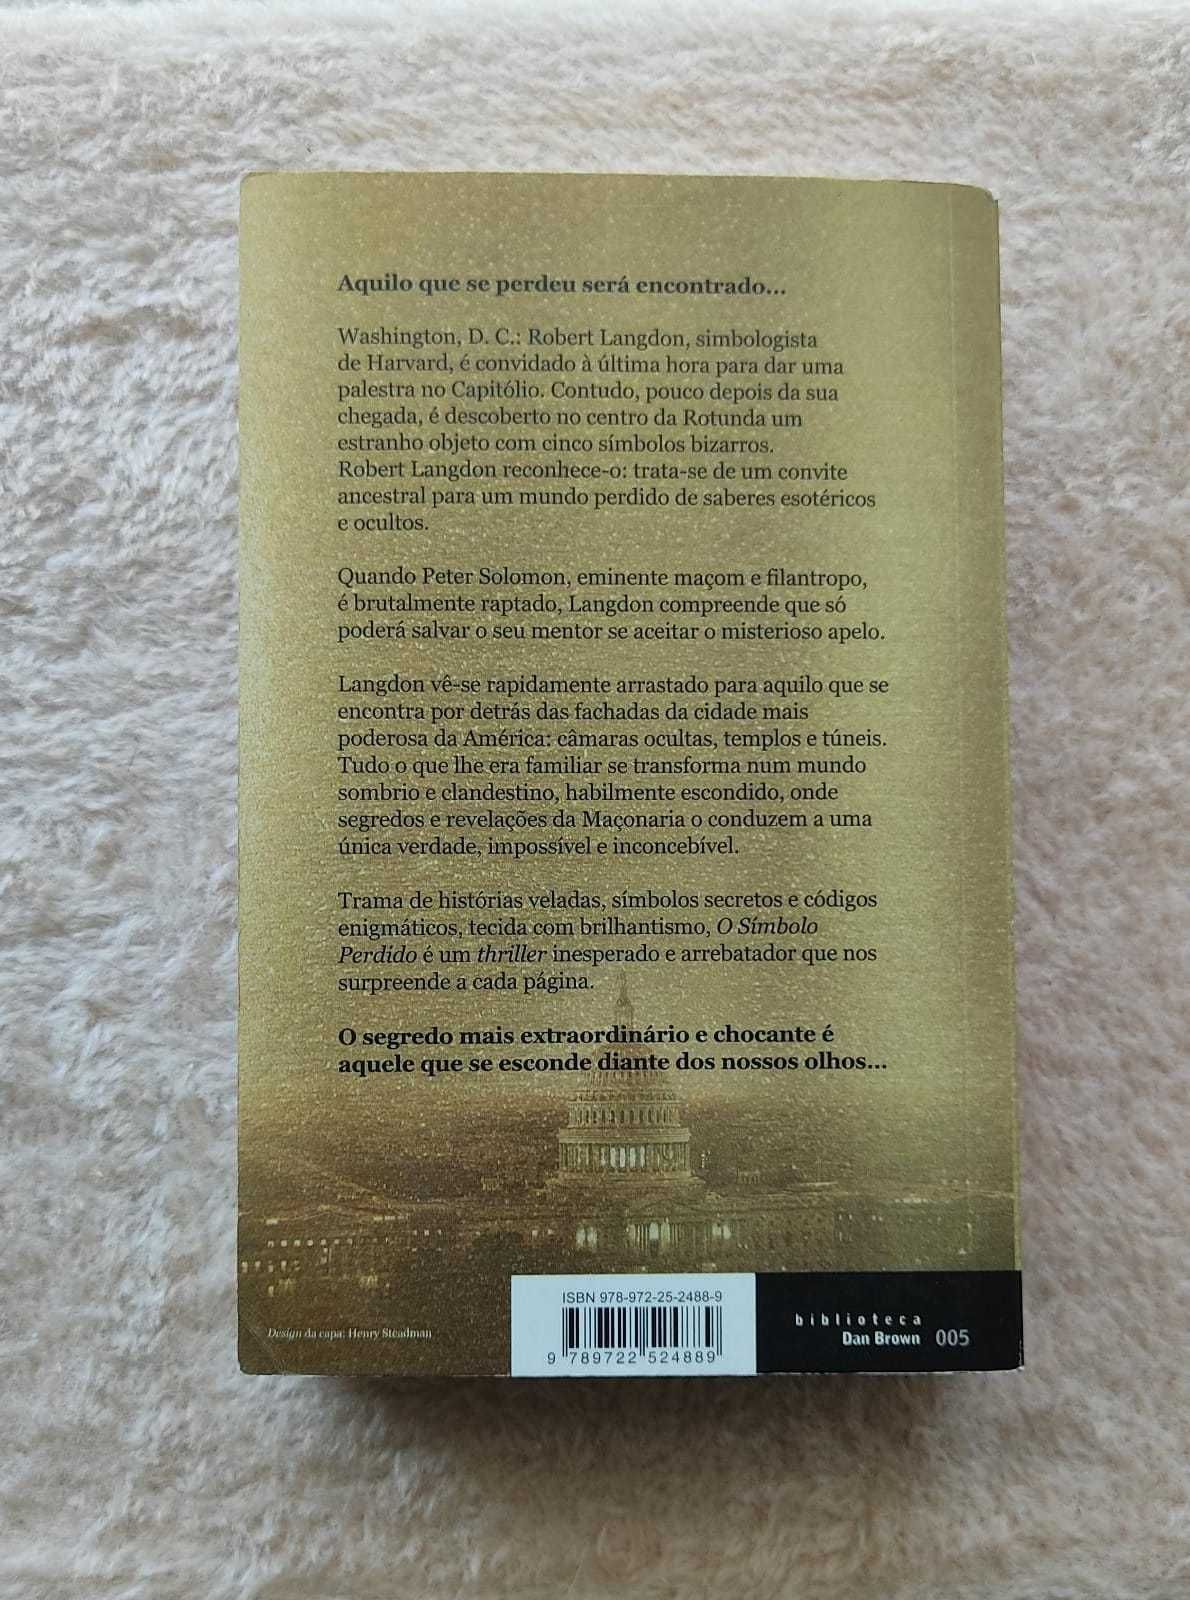 Aquilo que se perdeu será encontrado...
Washington, D. C.: Robert Langdon, simbologista
de Harvard, é convidado à última hora para dar uma
palestra no Capitólio. Contudo, pouco depois da sua
chegada, é descoberto no centro da Rotunda um
estranho objeto com cinco símbolos bizarros.
Robert Langdon reconhece-o: trata-se de um convite
ancestral para um mundo perdido de saberes esotéricos
e ocultos.
Quando Peter Solomon, eminente maçom e filantropo,
é brutalmente raptado, Langdon compreende que só
poderá salvar o seu mentor se aceitar o misterioso apelo.
Langdon vê-se rapidamente arrastado para aquilo que se
encontra por detrás das fachadas da cidade mais
poderosa da América: câmaras ocultas, templos e túneis.
Tudo o que lhe era familiar se transforma num mundo
sombrio e clandestino, habilmente escondido, onde
segredos e revelações da Maçonaria o conduzem a uma
única verdade, impossível e inconcebível.
Trama de histórias veladas, símbolos secretos e códigos
enigmáticos, tecida com brilhantismo, O Símbolo
Perdido é um thriller inesperado e arrebatador que nos
surpreende a cada página.
O segredo mais extraordinário e chocante é
aquele que se esconde diante dos nossos olhos...
Design da capa: Henry Steadman
ISBN 978-972-25-2488-9
9 789722 524889
biblioteca
Dan Brown 005